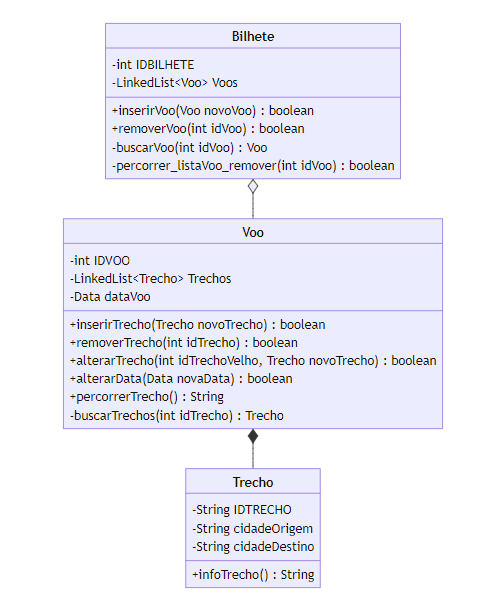 Bilhete
-int IDBILHETE
-LinkedList<Voo> Voos
+inserirVoo(Voo novoVoo) : boolean
+removerVoo(int idVoo) : boolean
-buscarVoo(int idVoo) : Voo
-percorrer_listaVoo_remover(int idVoo) : boolean
Voo
-int IDVOO
-LinkedList<Trecho> Trechos
-Data dataVoo
+inserirTrecho(Trecho novoTrecho) : boolean
+removerTrecho(int idTrecho) : boolean
+alterarTrecho(int idTrechoVelho, Trecho novoTrecho) : boolean
+alterarData(Data novaData) : boolean
+percorrerTrecho() : String
-buscarTrechos(int idTrecho) : Trecho
Trecho
-String IDTRECHO
-String cidadeOrigem
-String cidadeDestino
+infoTrecho() : String